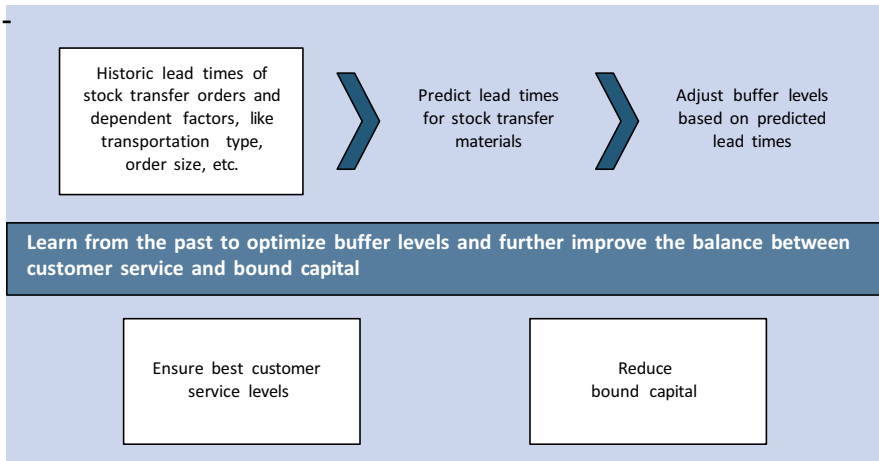 Historic lead times of
stock transfer orders and
dependent factors, like
transportation type,
order size, etc.
Predict lead times
for stock transfer
materials
Adjust buffer levels
based on predicted
lead times
Learn from the past to optimize buffer levels and further improve the balance between
customer service and bound capital
Ensure best customer
service levels
Reduce
bound capital